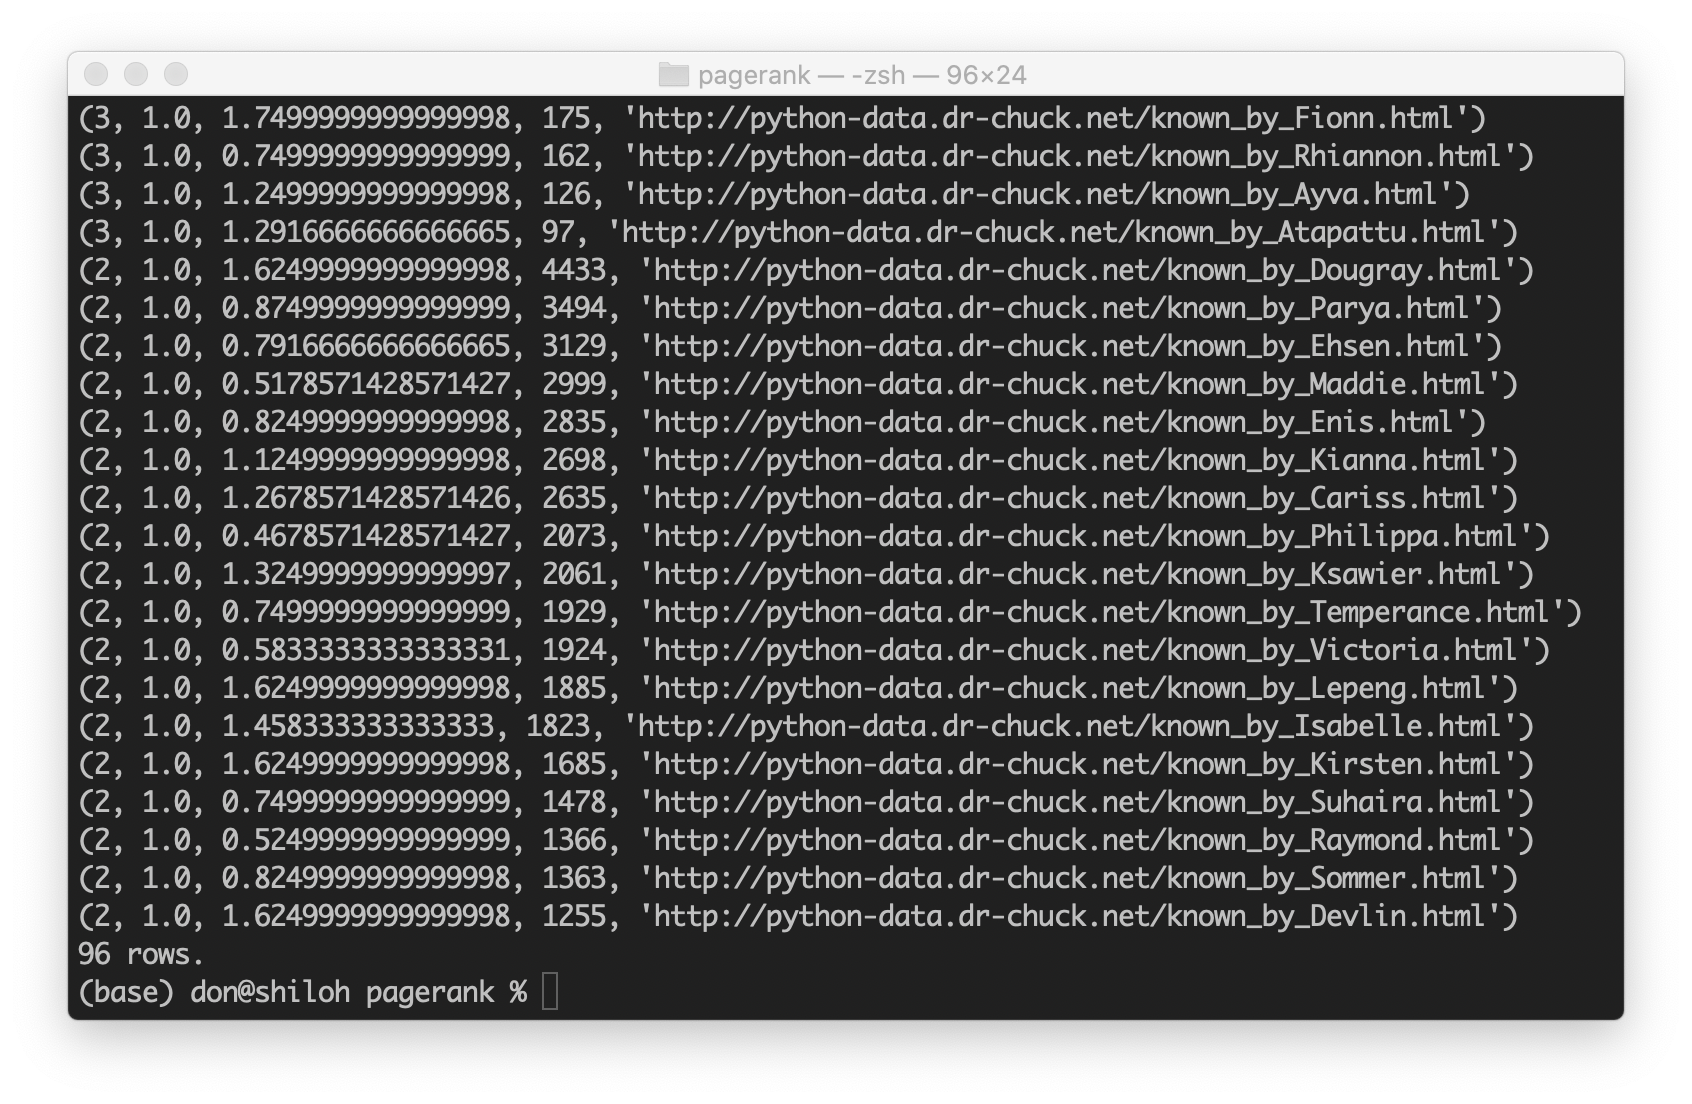 pagerank — -zsh — 96×24
(3, 1.0, 1.7499999999999998, 175, 'http://python-data.dr-chuck.net/known_by_Fionn.html')
(3, 1.0, 0.7499999999999999, 162, 'http://python-data.dr-chuck.net/known_by_Rhiannon.html')
(3, 1.0, 1.2499999999999998, 126, 'http://python-data.dr-chuck.net/known_by_Ayva.html')
(3, 1.0, 1.2916666666666665, 97, 'http://python-data.dr-chuck.net/known_by_Atapattu.html')
(2, 1.0, 1.6249999999999998, 4433, 'http://python-data.dr-chuck.net/known_by_Dougray.html')
(2, 1.0, 0.8749999999999999, 3494, 'http://python-data.dr-chuck.net/known_by_Parya.html')
(2, 1.0, 0.7916666666666665, 3129, 'http://python-data.dr-chuck.net/known_by_Ehsen.html')
(2, 1.0, 0.5178571428571427, 2999, 'http://python-data.dr-chuck.net/known_by_Maddie.html')
(2, 1.0, 0.8249999999999998, 2835, 'http://python-data.dr-chuck.net/known_by_Enis.html')
(2, 1.0, 1.1249999999999998, 2698, 'http://python-data.dr-chuck.net/known_by_Kianna.html')
(2, 1.0, 1.2678571428571426, 2635, 'http://python-data.dr-chuck.net/known_by_Cariss.html')
(2, 1.0, 0.4678571428571427, 2073, 'http://python-data.dr-chuck.net/known_by_Philippa.html')
(2, 1.0, 1.3249999999999997, 2061, 'http://python-data.dr-chuck.net/known_by_Ksawier.html')
(2, 1.0, 0.7499999999999999, 1929, 'http://python-data.dr-chuck.net/known_by_Temperance.html')
(2, 1.0, 0.5833333333333331, 1924, 'http://python-data.dr-chuck.net/known_by_Victoria.html')
(2, 1.0, 1.6249999999999998, 1885, 'http://python-data.dr-chuck.net/known_by_Lepeng.html')
(2, 1.0, 1.458333333333333, 1823, 'http://python-data.dr-chuck.net/known_by_Isabelle.html')
(2, 1.0, 1.6249999999999998, 1685, 'http://python-data.dr-chuck.net/known_by_Kirsten.html')
(2, 1.0, 0.7499999999999999, 1478, 'http://python-data.dr-chuck.net/known_by_Suhaira.html')
(2, 1.0, 0.5249999999999999, 1366, 'http://python-data.dr-chuck.net/known_by_Raymond.html')
(2, 1.0, 0.8249999999999998, 1363, 'http://python-data.dr-chuck.net/known_by_Sommer.html')
(2, 1.0, 1.6249999999999998, 1255, 'http://python-data.dr-chuck.net/known_by_Devlin.html')
96 rows.
(base) don@shiloh pagerank %